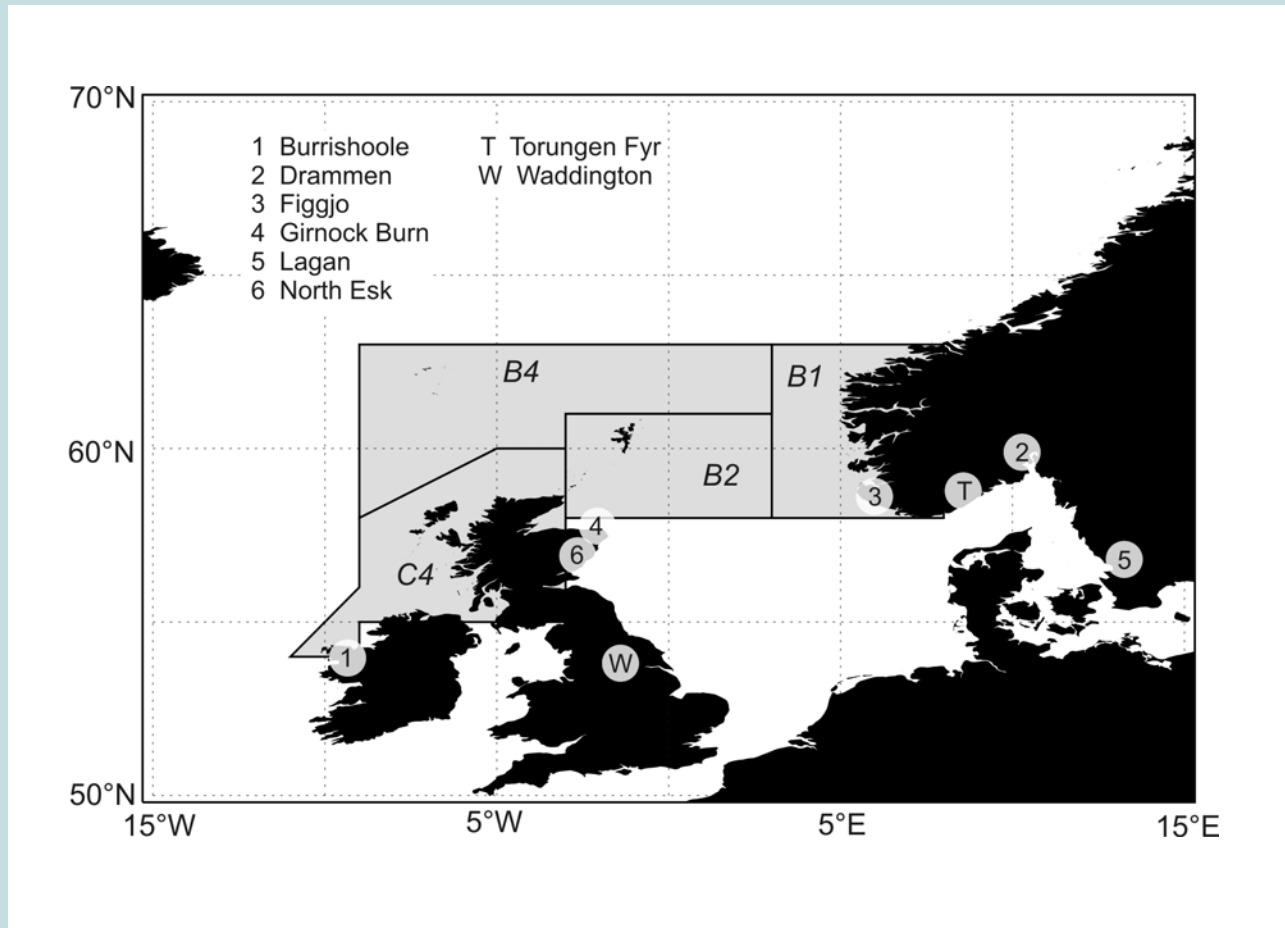 70°N
1 Burrishoole
2 Drammen
3 Figgjo
4 Girnock Burn
5 Lagan
6 North Esk
T Torungen Fyr
W Waddington
B4
B1
60°N
B2
2
3
T
4
6
5
C4
1
W
50°N
15°W
5°W
5°E
15°E